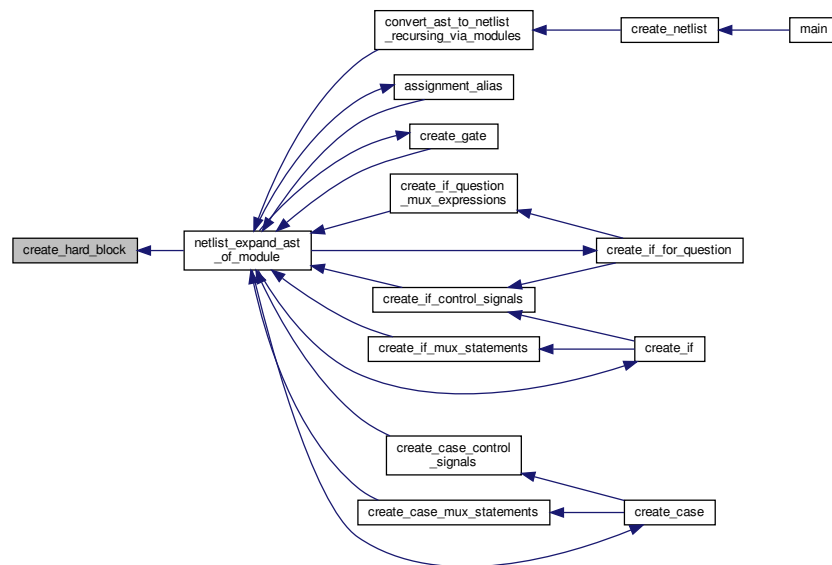 convert_ast_to_netlist
_recursing_via_modules
create_netlist
main
assignment_alias
create_gate
create_if_question
_mux_expressions
create_hard_block
netlist_expand_ast
_of_module
create_if_for_question
create_if_control_signals
create_if_mux_statements
create_if
create_case_control
_signals
create_case_mux_statements
create_case